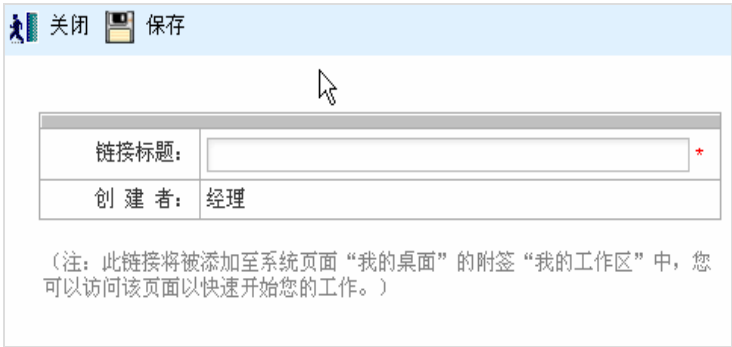 关闭 保存
链接标题： *
创 建 者： 经理
（注：此链接将被添加至系统页面“我的桌面”的附签“我的工作区”中，您
可以访问该页面以快速开始您的工作。）